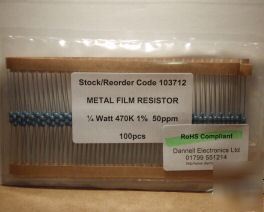 Stock/Reorder Code 103712
METAL FILM RESISTOR
¼ Watt 470K 1% 50ppm
100pcs
RoHS Compliant
Dannell Electronics Ltd
01799 551214